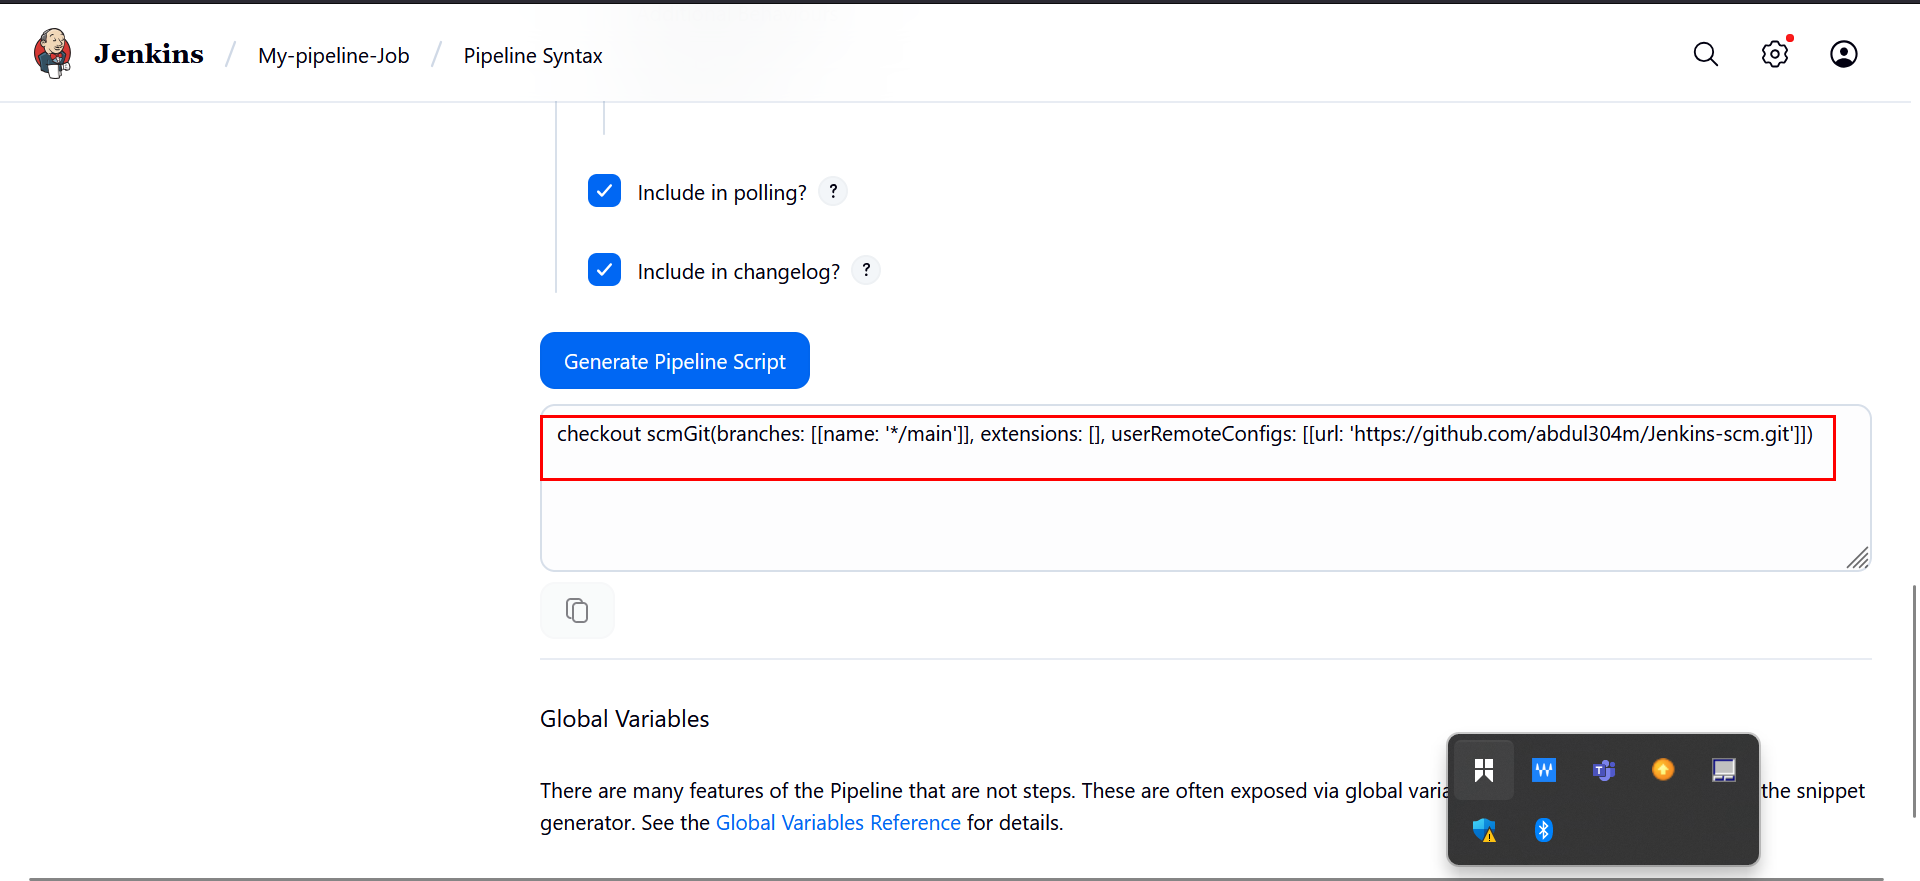 Jenkins / My-pipeline-Job / Pipeline Syntax
Include in polling? ?
Include in changelog? ?
Generate Pipeline Script
checkout scmGit(branches: [[name: '*/main']], extensions: [], userRemoteConfigs: [[url: 'https://github.com/abdul304m/Jenkins-scm.git']])
Global Variables
There are many features of the Pipeline that are not steps. These are often exposed via global the snippet
generator. See the Global Variables Reference for details.